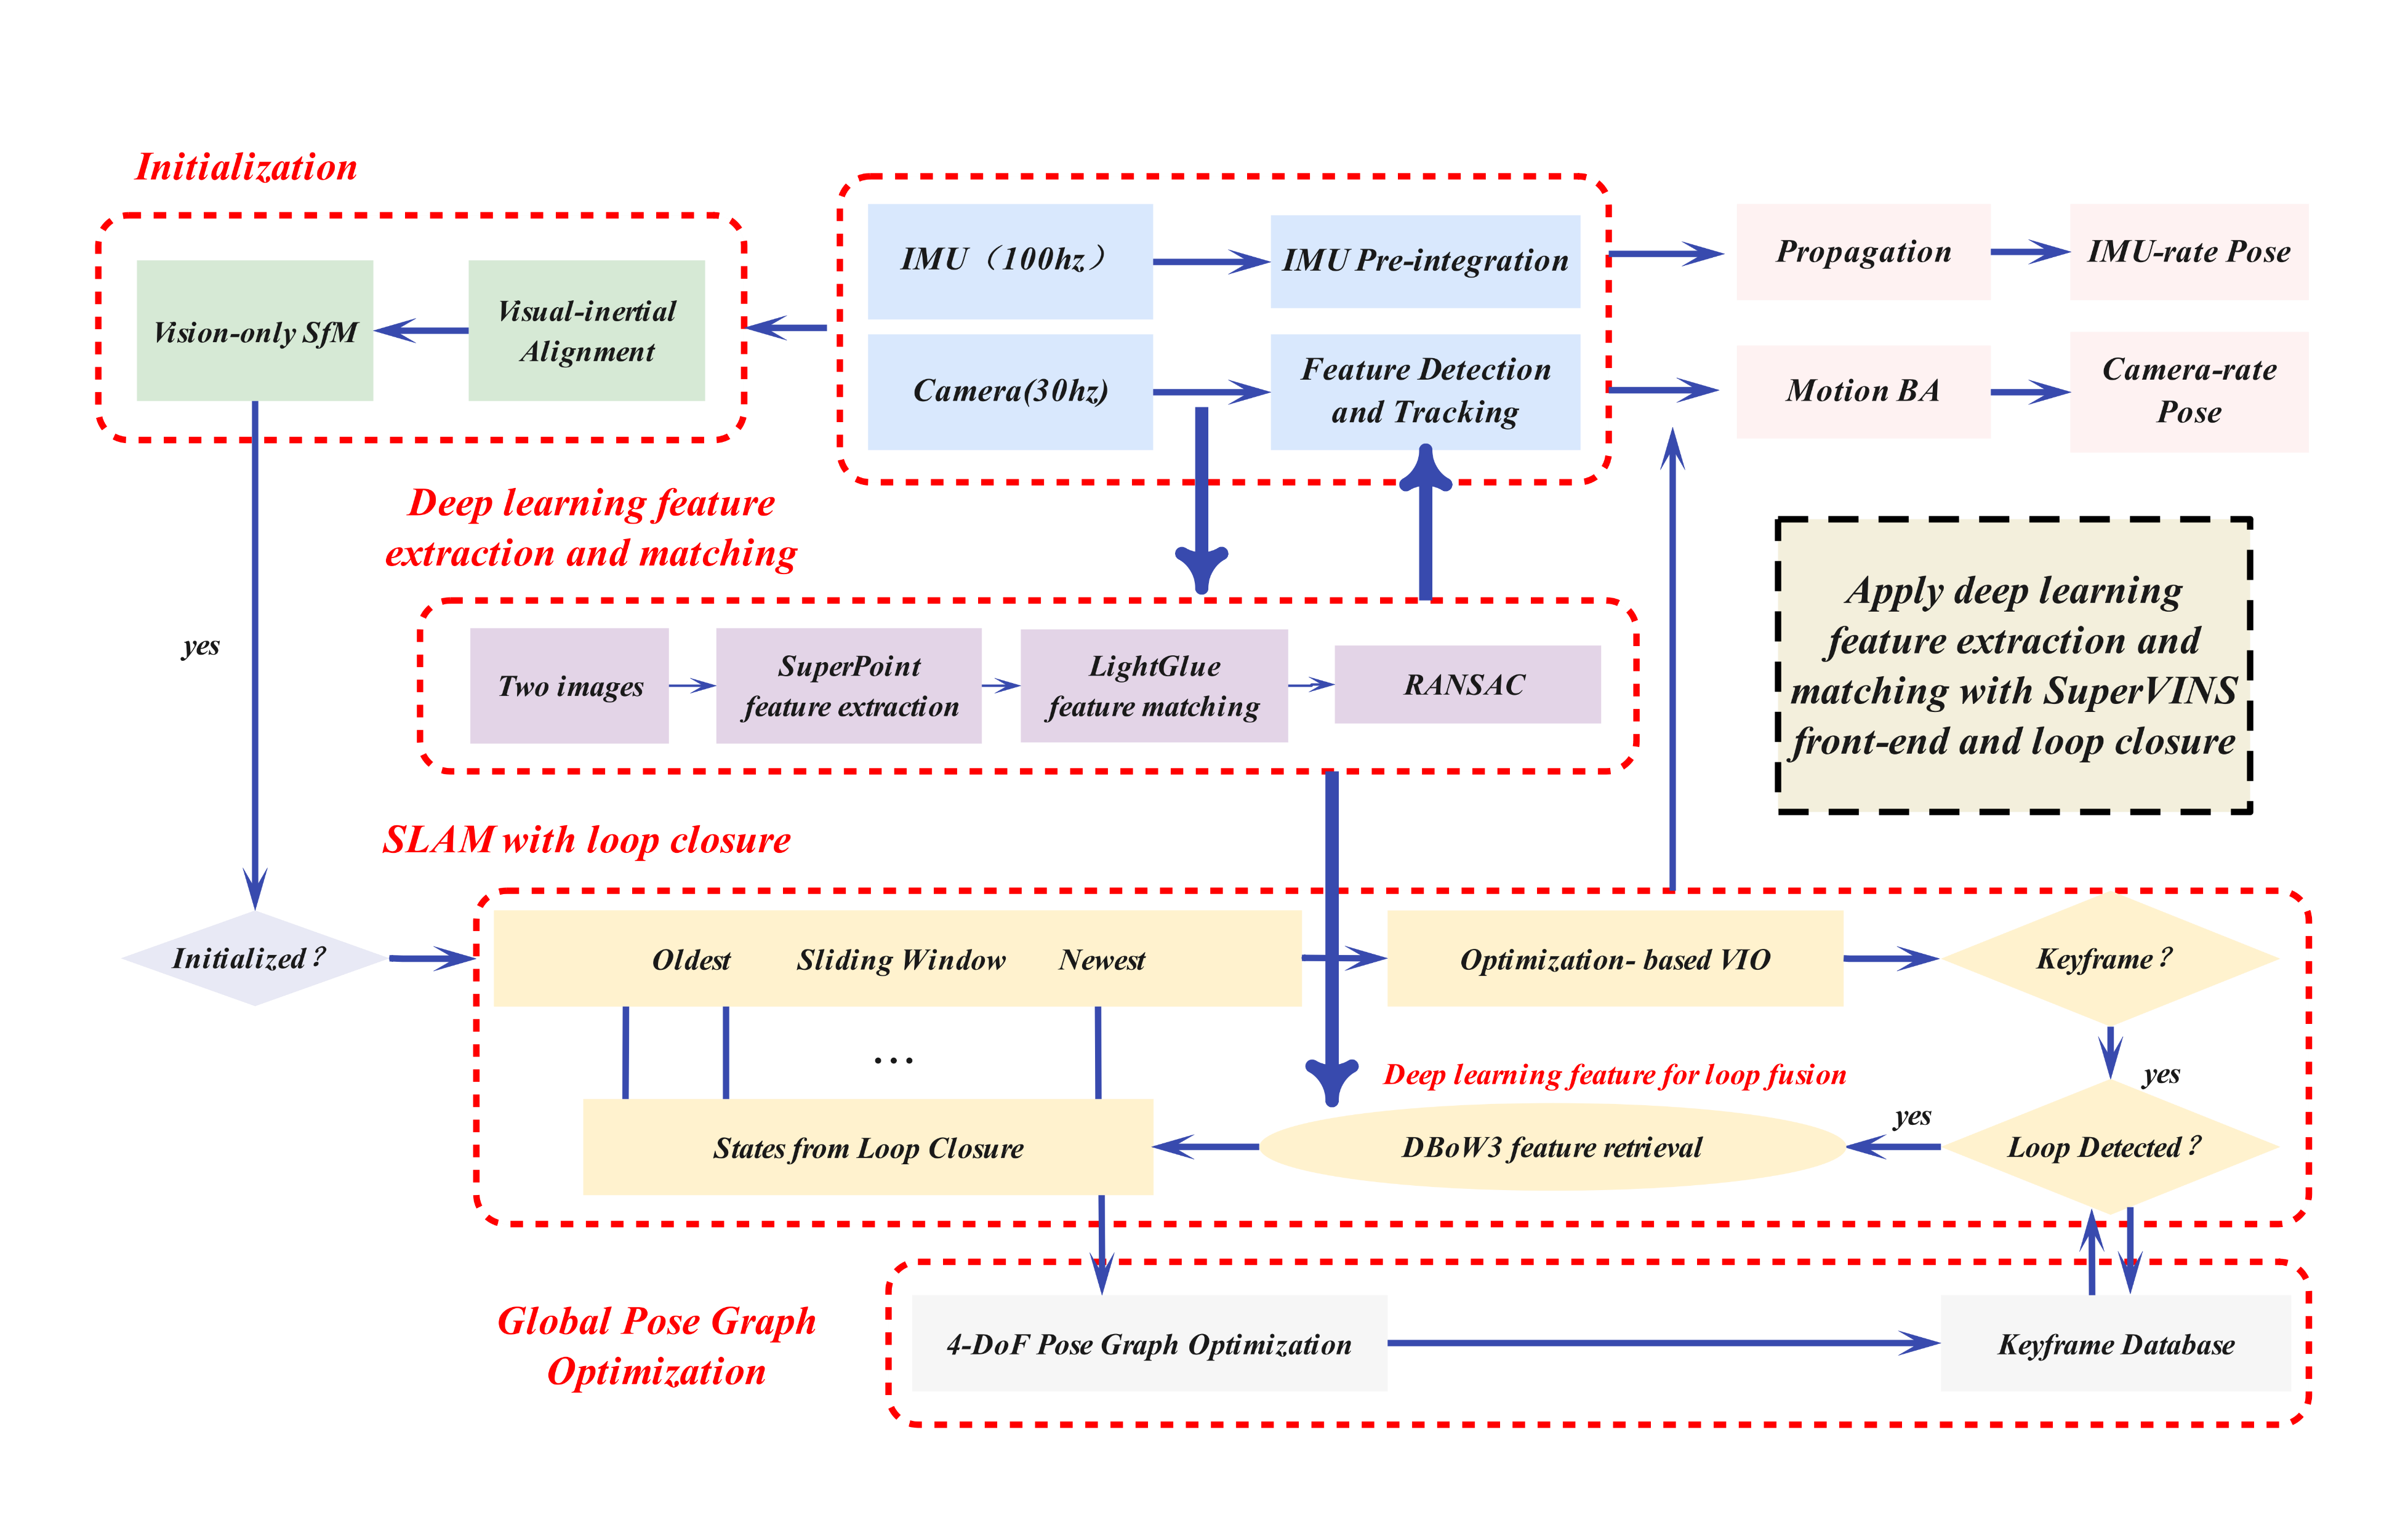 Initialization
Vision-only SfM
Visual-inertial
Alignment
IMU（100hz）
IMU Pre-integration
Camera(30hz)
Feature Detection
and Tracking
Propagation
IMU-rate Pose
Motion BA
Camera-rate
Pose
Deep learning feature
extraction and matching
Two images
SuperPoint
feature extraction
LightGlue
feature matching
RANSAC
Apply deep learning
feature extraction and
matching with SuperVINS
front-end and loop closure
yes
SLAM with loop closure
Initialized？
Oldest Sliding Window Newest
Optimization- based VIO
Keyframe？
...
Deep learning feature for loop fusion
yes
yes
States from Loop Closure
DBoW3 feature retrieval
Loop Detected？
Global Pose Graph
Optimization
4-DoF Pose Graph Optimization
Keyframe Database